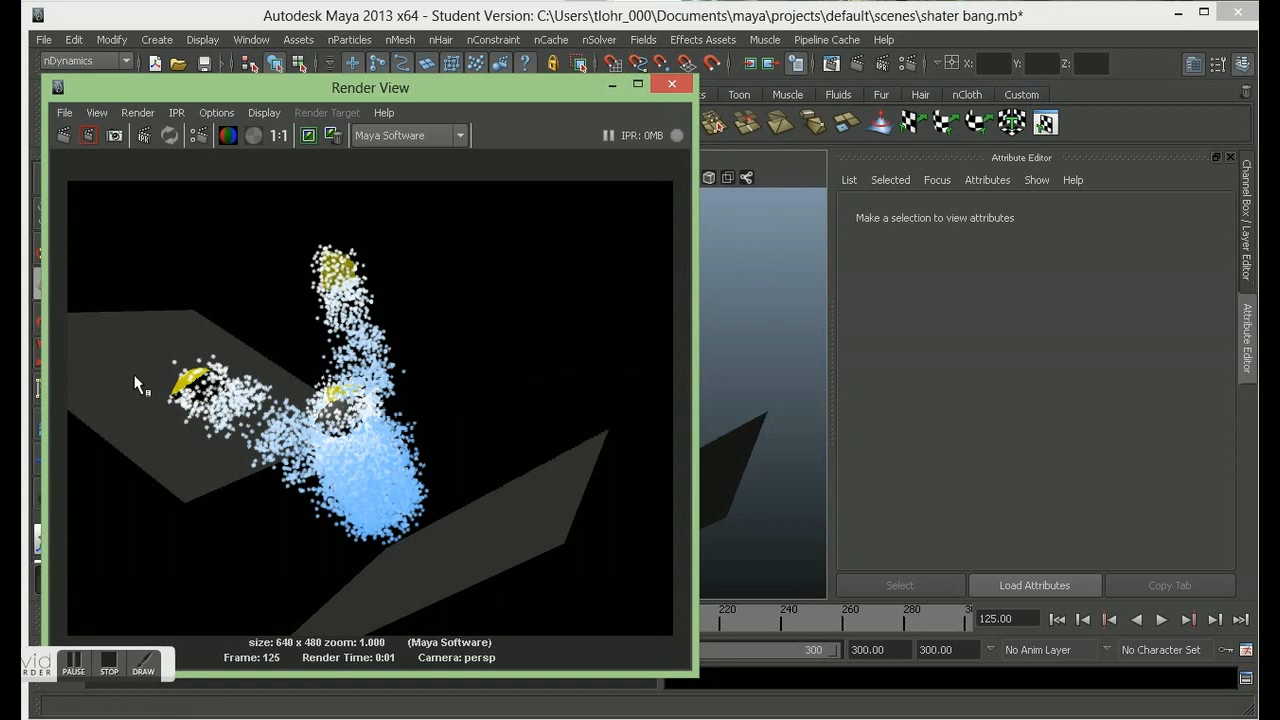 Autodesk Maya 2013 x64 - Student Version: C:\Users\tlohr_000\Documents\maya\projects\default\scenes\shater bang.mb*
File Edit Modify Create Display Window Assets nParticles nMesh nHair nConstraint nCache nSolver Fields Effects Assets Muscle Pipeline Cache Help
nDynamics X: Y: Z:
Render View
Toon Muscle Fluids Fur Hair nCloth Custom
File View Render IPR Options Display Render Target Help
1:1 Maya Software IPR: 0MB
Attribute Editor
List Selected Focus Attributes Show Help
Make a selection to view attributes
Channel Box / Layer Editor
Attribute Editor
Select Load Attributes Copy Tab
220 240 260 280 125.00
size: 640 x 480 zoom: 1.000 (Maya Software)
Frame: 125 Render Time: 0:01 Camera: persp
300 300.00 300.00 No Anim Layer No Character Set
PAUSE STOP DRAW